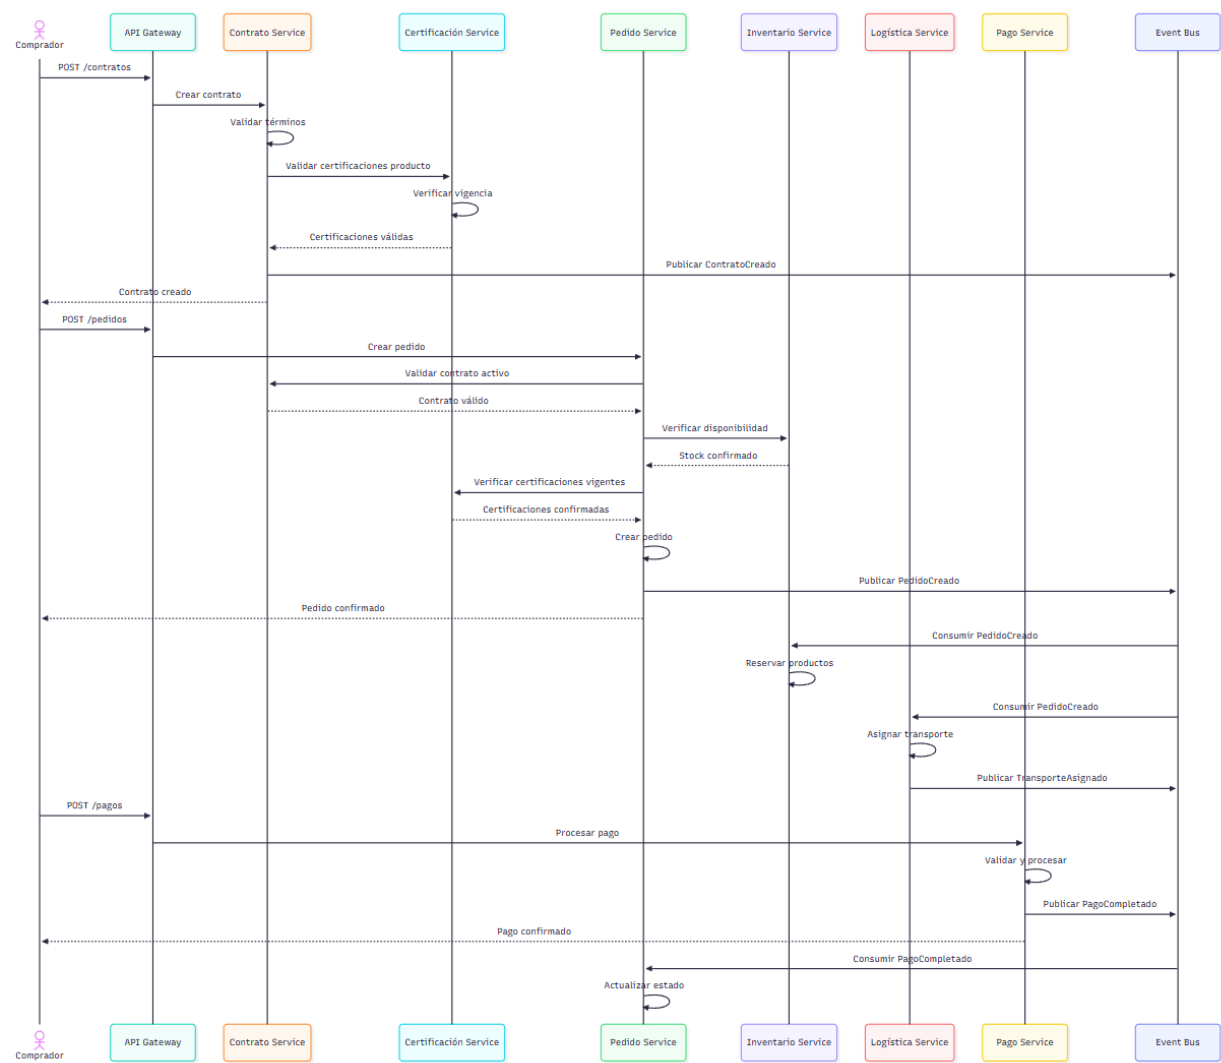 Comprador
API Gateway
Contrato Service
Certificación Service
Pedido Service
Inventario Service
Logística Service
Pago Service
Event Bus
POST /contratos
Crear contrato
Validar términos
Validar certificaciones producto
Verificar vigencia
Certificaciones válidas
Publicar ContratoCreado
Contrato creado
POST /pedidos
Crear pedido
Validar contrato activo
Contrato válido
Verificar disponibilidad
Stock confirmado
Verificar certificaciones vigentes
Certificaciones confirmadas
Crear pedido
Publicar PedidoCreado
Pedido confirmado
Consumir PedidoCreado
Reservar productos
Consumir PedidoCreado
Asignar transporte
Publicar TransporteAsignado
POST /pagos
Procesar pago
Validar y procesar
Publicar PagoCompletado
Pago confirmado
Consumir PagoCompletado
Actualizar estado
Comprador
API Gateway
Contrato Service
Certificación Service
Pedido Service
Inventario Service
Logística Service
Pago Service
Event Bus